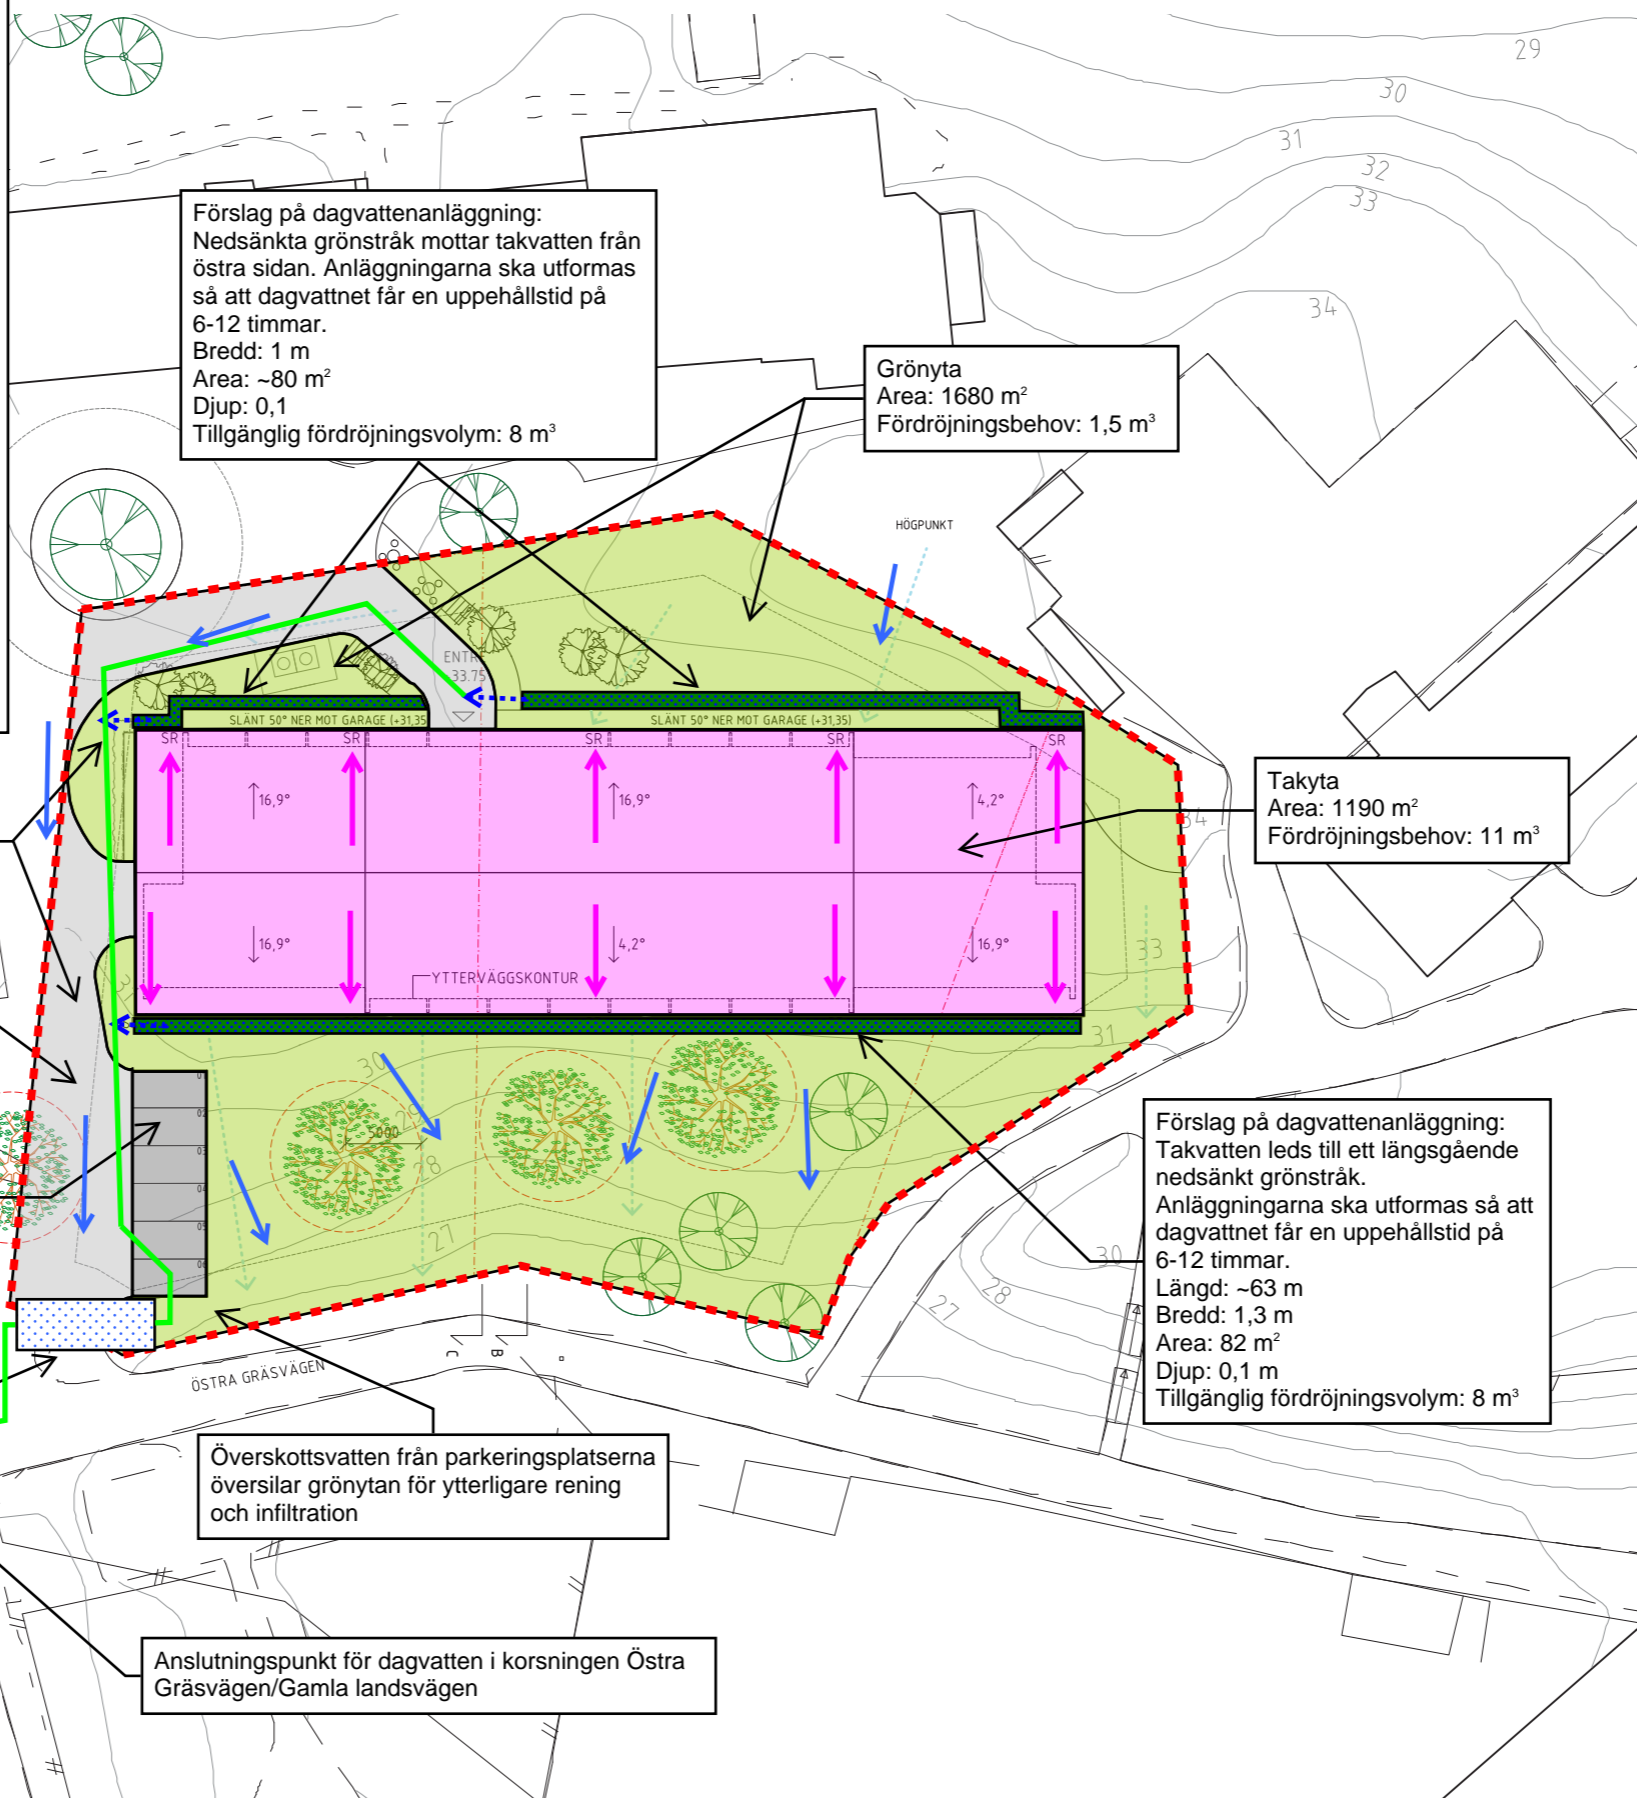 29
30
31
32
33
34
Förslag på dagvattenanläggning:
Nedsänkta grönstråk mottar takvatten från
östra sidan. Anläggningarna ska utformas
så att dagvattnet får en uppehållstid på
6-12 timmar.
Bredd: 1 m
Area: ~80 m²
Djup: 0,1
Tillgänglig fördröjningsvolym: 8 m³
Grönyta
Area: 1680 m²
Fördröjningsbehov: 1,5 m³
HÖGPUNKT
ENTR
33.75
SLÄNT 50° NER MOT GARAGE (+31,35
SLÄNT 50° NER MOT GARAGE (+31,35)
SR
SR
SR
SR
SR
16,9°
16,9°
4,2°
Takyta
Area: 1190 m²
Fördröjningsbehov: 11 m³
34
16,9°
4,2°
16,9°
33
YTTERVÄGGSKONTUR
31
30
29
28
27
5000
02
03
04
05
06
Förslag på dagvattenanläggning:
Takvatten leds till ett längsgående
nedsänkt grönstråk.
Anläggningarna ska utformas så att
dagvattnet får en uppehållstid på
6-12 timmar.
Längd: ~63 m
Bredd: 1,3 m
Area: 82 m²
Djup: 0,1 m
Tillgänglig fördröjningsvolym: 8 m³
30
28
27
C
B
ÖSTRA GRÄSVÄGEN
Överskottsvatten från parkeringsplatserna
översilar grönytan för ytterligare rening
och infiltration
Anslutningspunkt för dagvatten i korsningen Östra
Gräsvägen/Gamla landsvägen